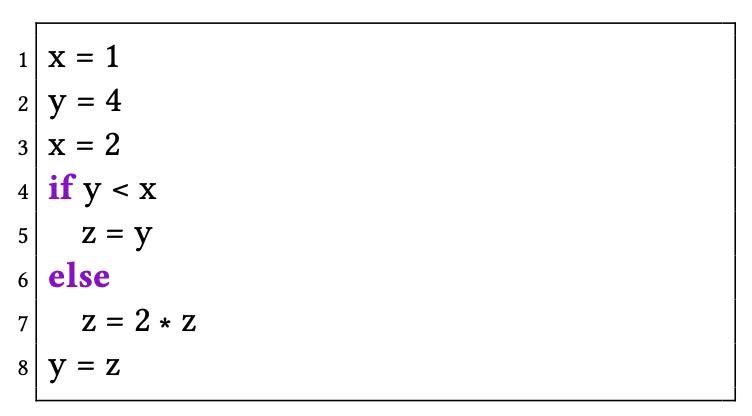 1 x = 1
2 y = 4
3 x = 2
4 if y < x
5 z = y
6 else
7 z = 2 * z
8 y = z